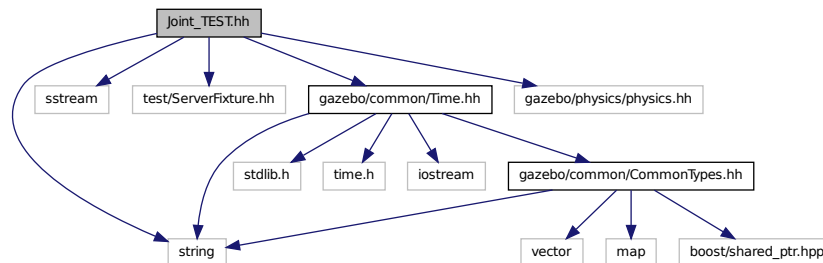 Joint_TEST.hh
sstream
test/ServerFixture.hh
gazebo/common/Time.hh
gazebo/physics/physics.hh
stdlib.h
time.h
iostream
gazebo/common/CommonTypes.hh
string
vector
map
boost/shared_ptr.hpp